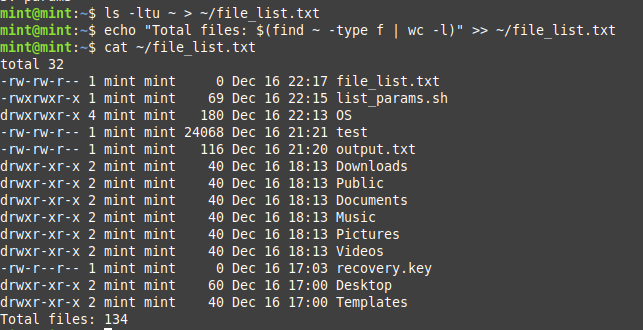 mint@mint:~$ ls -ltu ~ > ~/file_list.txt
mint@mint:~$ echo "Total files: $(find ~ -type f | wc -l)" >> ~/file_list.txt
mint@mint:~$ cat ~/file_list.txt
total 32
-rw-rw-r-- 1 mint mint     0 Dec 16 22:17 file_list.txt
-rwxrwxr-x 1 mint mint    69 Dec 16 22:15 list_params.sh
drwxrwxr-x 4 mint mint   180 Dec 16 22:13 OS
-rw-rw-r-- 1 mint mint 24068 Dec 16 21:21 test
-rw-rw-r-- 1 mint mint   116 Dec 16 21:20 output.txt
drwxr-xr-x 2 mint mint    40 Dec 16 18:13 Downloads
drwxr-xr-x 2 mint mint    40 Dec 16 18:13 Public
drwxr-xr-x 2 mint mint    40 Dec 16 18:13 Documents
drwxr-xr-x 2 mint mint    40 Dec 16 18:13 Music
drwxr-xr-x 2 mint mint    40 Dec 16 18:13 Pictures
drwxr-xr-x 2 mint mint    40 Dec 16 18:13 Videos
-rw-r--r-- 1 mint mint     0 Dec 16 17:03 recovery.key
drwxr-xr-x 2 mint mint    60 Dec 16 17:00 Desktop
drwxr-xr-x 2 mint mint    40 Dec 16 17:00 Templates
Total files: 134